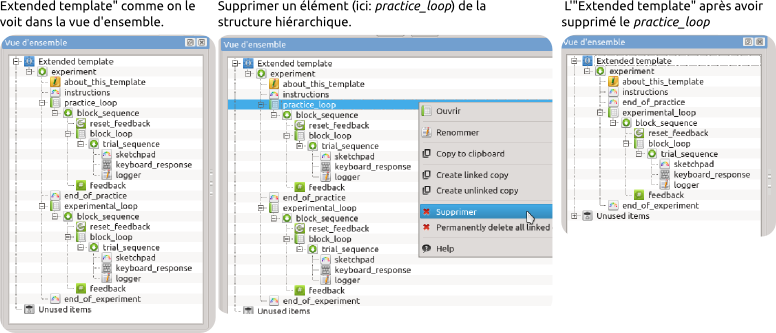 Extended template" comme on le
voit dans la vue d'ensemble.
Vue d'ensemble
Extended template
experiment
about_this_template
instructions
practice_loop
block_sequence
reset_feedback
block_loop
trial_sequence
sketchpad
keyboard_response
logger
feedback
end_of_practice
experimental_loop
block_sequence
reset_feedback
block_loop
trial_sequence
sketchpad
keyboard_response
logger
feedback
end_of_experiment
Unused items
Supprimer un élément (ici: practice_loop) de la
structure hiérarchique.
Vue d'ensemble
Extended template
experiment
about_this_template
instructions
practice_loop
block_sequence
reset_feedback
block_loop
trial_sequence
sketchpad
keyboard_response
logger
feedback
end_of_practice
experimental_loop
block_sequence
reset_feedback
block_loop
trial_sequence
sketchpad
keyboard_response
logger
feedback
end_of_experiment
Unused items
Ouvrir
Renommer
Copy to clipboard
Create linked copy
Create unlinked copy
Supprimer
Permanently delete all linked
Help
L'"Extended template" après avoir
supprimé le practice_loop
Vue d'ensemble
Extended template
experiment
about_this_template
instructions
end_of_practice
experimental_loop
block_sequence
reset_feedback
block_loop
trial_sequence
sketchpad
keyboard_response
logger
feedback
end_of_experiment
Unused items